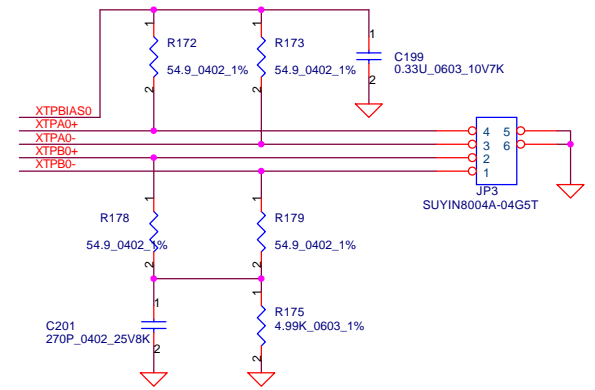 1
R172
54.9_0402_1%
2
1
R173
54.9_0402_1%
2
1
C199
0.33U_0603_10V7K
2
XTPBIAS0
XTPA0+
XTPA0-
XTPB0+
XTPB0-
4 5
3 6
2
1
JP3
SUYIN8004A-04G5T
1
R178
54.9_0402_1%
2
1
R179
54.9_0402_1%
2
1
C201
270P_0402_25V8K
2
1
R175
4.99K_0603_1%
2